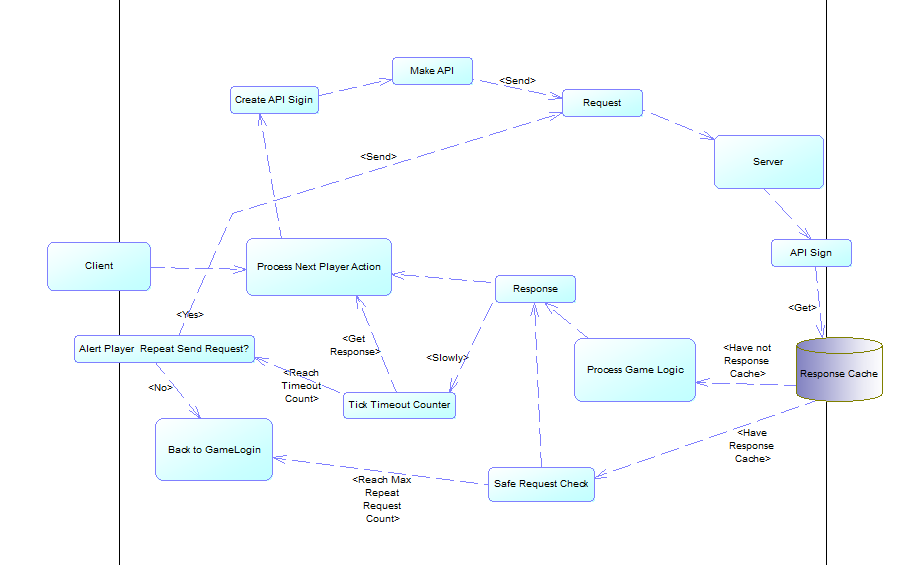 Make API
<Send>
Create API Sigin
Request
<Send>
Server
API Sign
Client
Process Next Player Action
Response
<Get>
<Yes>
Alert Player  Repeat Send Request?
<Get
Response>
<Slowly>
<Have not
Response
Cache>
Process Game Logic
Response Cache
<No>
<Reach
Timeout
Count>
Tick Timeout Counter
<Have
Response
Cache>
Back to GameLogin
<Reach Max
Repeat
Request
Count>
Safe Request Check